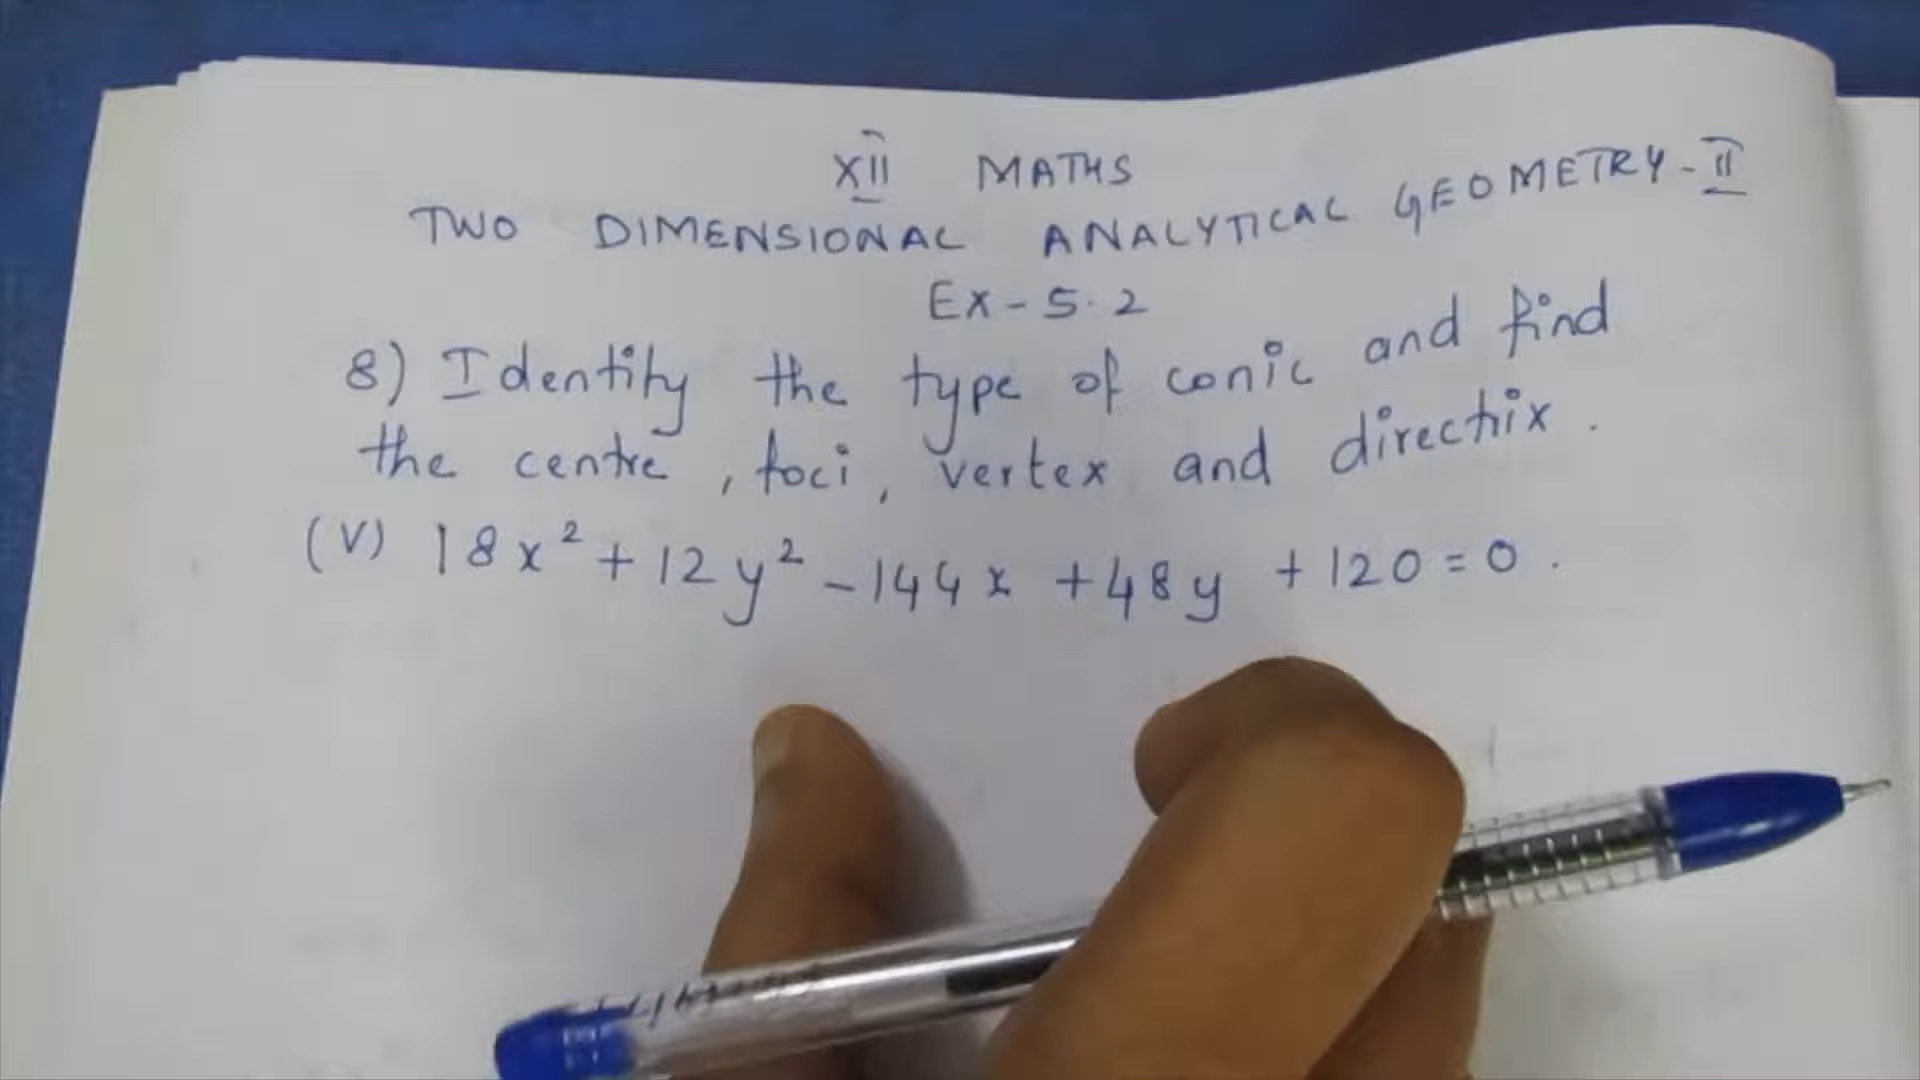 XII MATHS
TWO DIMENSIONAL ANALYTICAL GEOMETRY-II
Ex-5.2
8) Identify the type of conic and find
the centre, foci, vertex and directrix.
(V) 18x² + 12y² - 144x + 48y + 120 = 0.